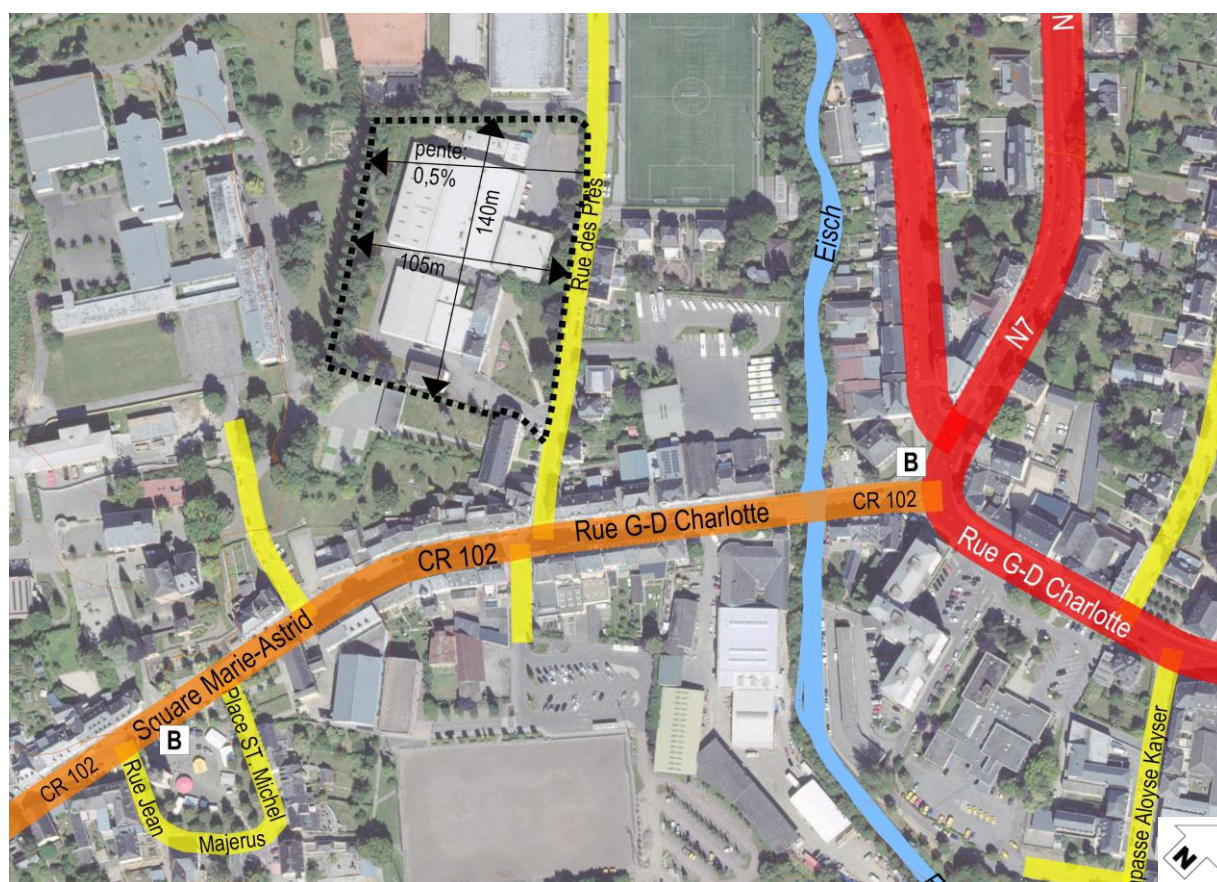 N
pente:
0,5%
140m
105m
Rue des Près
Eisch
N7
B
CR 102
Rue G-D Charlotte
CR 102
Rue G-D Charlotte
Square Marie-Astrid
Place ST. Michel
B
CR 102
Rue Jean
Majerus
passe Aloyse Kayser
N